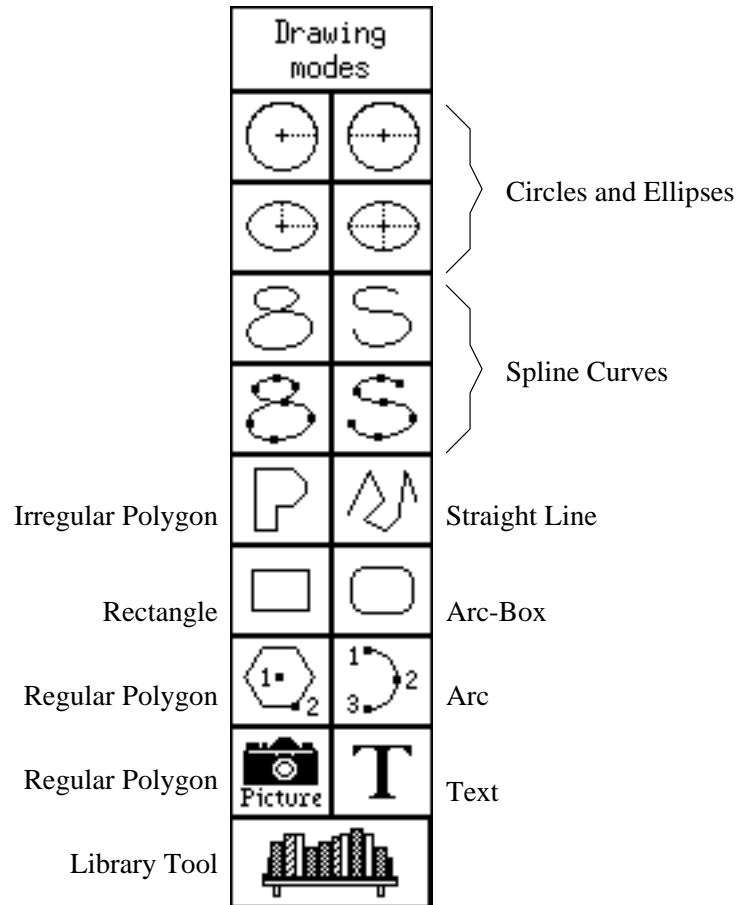 Drawing
modes
Circles and Ellipses
Spline Curves
Irregular Polygon
Straight Line
Rectangle
Arc-Box
Regular Polygon
1
2
1
2
3
Arc
Regular Polygon
Picture
T
Text
Library Tool